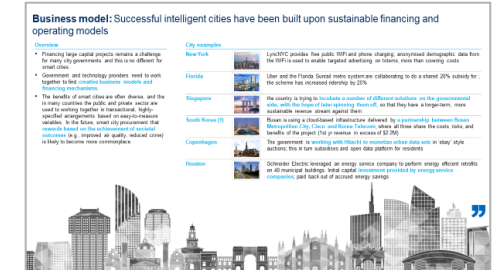 Business model: Successful intelligent cities have been built upon sustainable financing and
operating models
Overview
Financing large capital projects remains a challenge
for many city governments and this is no different for
smart cities
Government and technology providers need to work
together to find creative business models and
financing mechanisms.
The benefits of smart cities are often diverse, and the
in many countries the public and private sector are
used to working together in transactional, highly-
specified arrangements based on easy-to-measure
variables. In the future, smart city procurement that
rewards based on the achievement of societal
outcomes (e.g. improved air quality, reduced crime)
is likely to become more commonplace.
City examples
New York
LynchNYC provides free public WiFi and phone charging; anonymised demographic data from
the WiFi is used to enable targeted advertising on totems, more than covering costs
Florida
Uber and the Florida Sunrail metro system are collaborating to do a shared 20% subsidy for ;
the scheme has increased ridership by 25%
Singapore
the country is trying to incubate a number of different solutions on the governmental
side, with the hope of later spinning them off, so that they have a longer-term, more
sustainable revenue stream against them
South Korea (1)
Busan is using a cloud-based infrastructure delivered by a partnership between Busan
Metropolitan City, Cisco and Korea Telecom; where all three share the costs, risks, and
benefits of the project (1st yr revenue in excess of $2.2M)
Copenhagen
The government is working with Hitachi to monetize urban data sets in 'ebay' style
auctions; this in turn subsidises and open data platform for residents
Houston
Schneider Electric leveraged an energy service company to perform energy efficient retrofits
on 40 municipal buildings. Initial capital investment provided by energy service
companies; paid back out of accrued energy savings